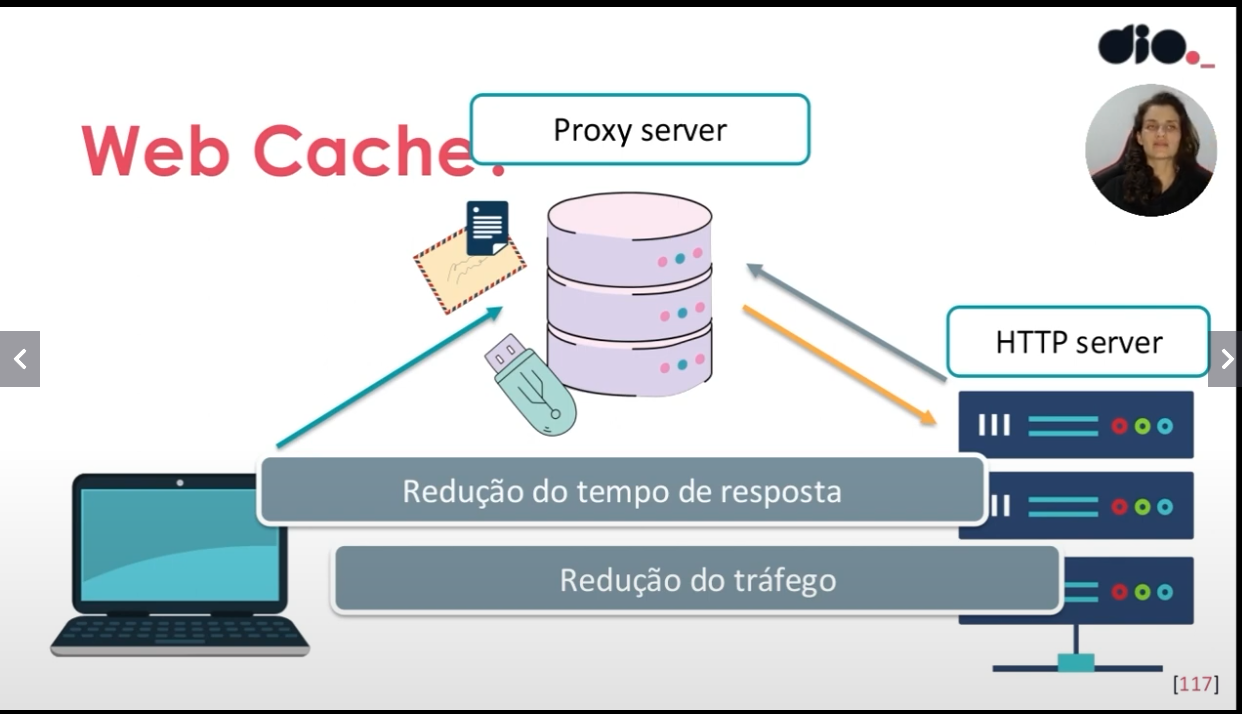 dio._
Proxy server
Web Cache?
HTTP server
Redução do tempo de resposta
Redução do tráfego
[117]